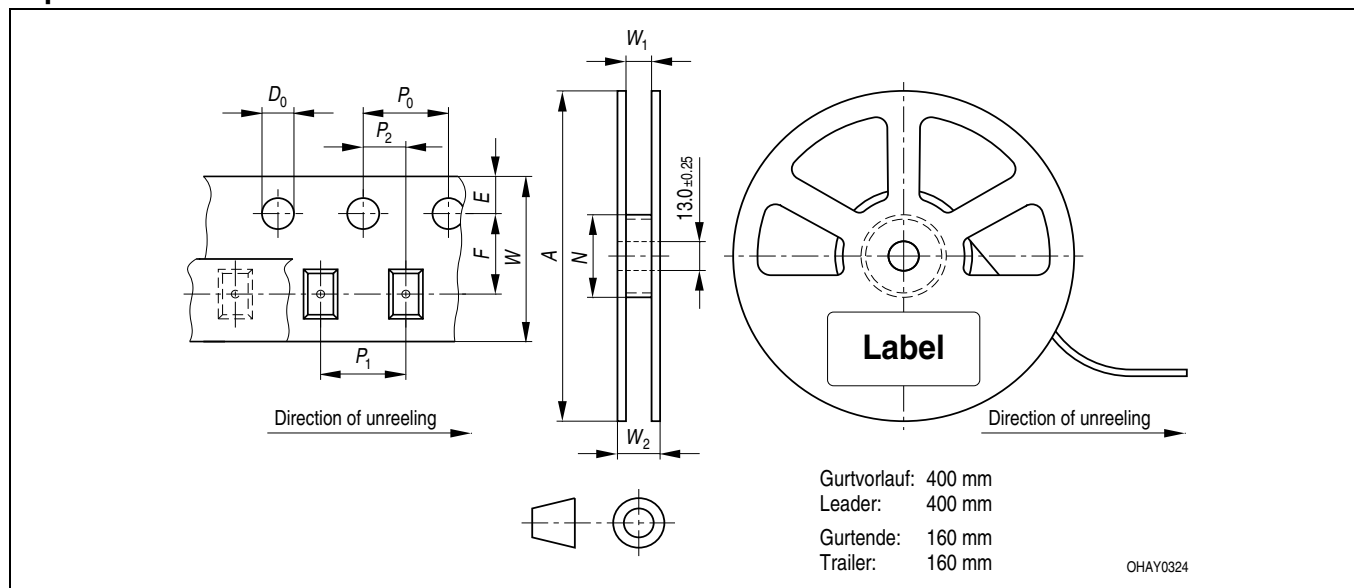 W₁
D₀
P₀
P₂
E
F
W
A
N
13.0 ±0.25
P₁
Label
Direction of unreeling
W₂
Direction of unreeling
Gurtvorlauf: 400 mm
Leader: 400 mm
Gurtende: 160 mm
Trailer: 160 mm
OHAY0324